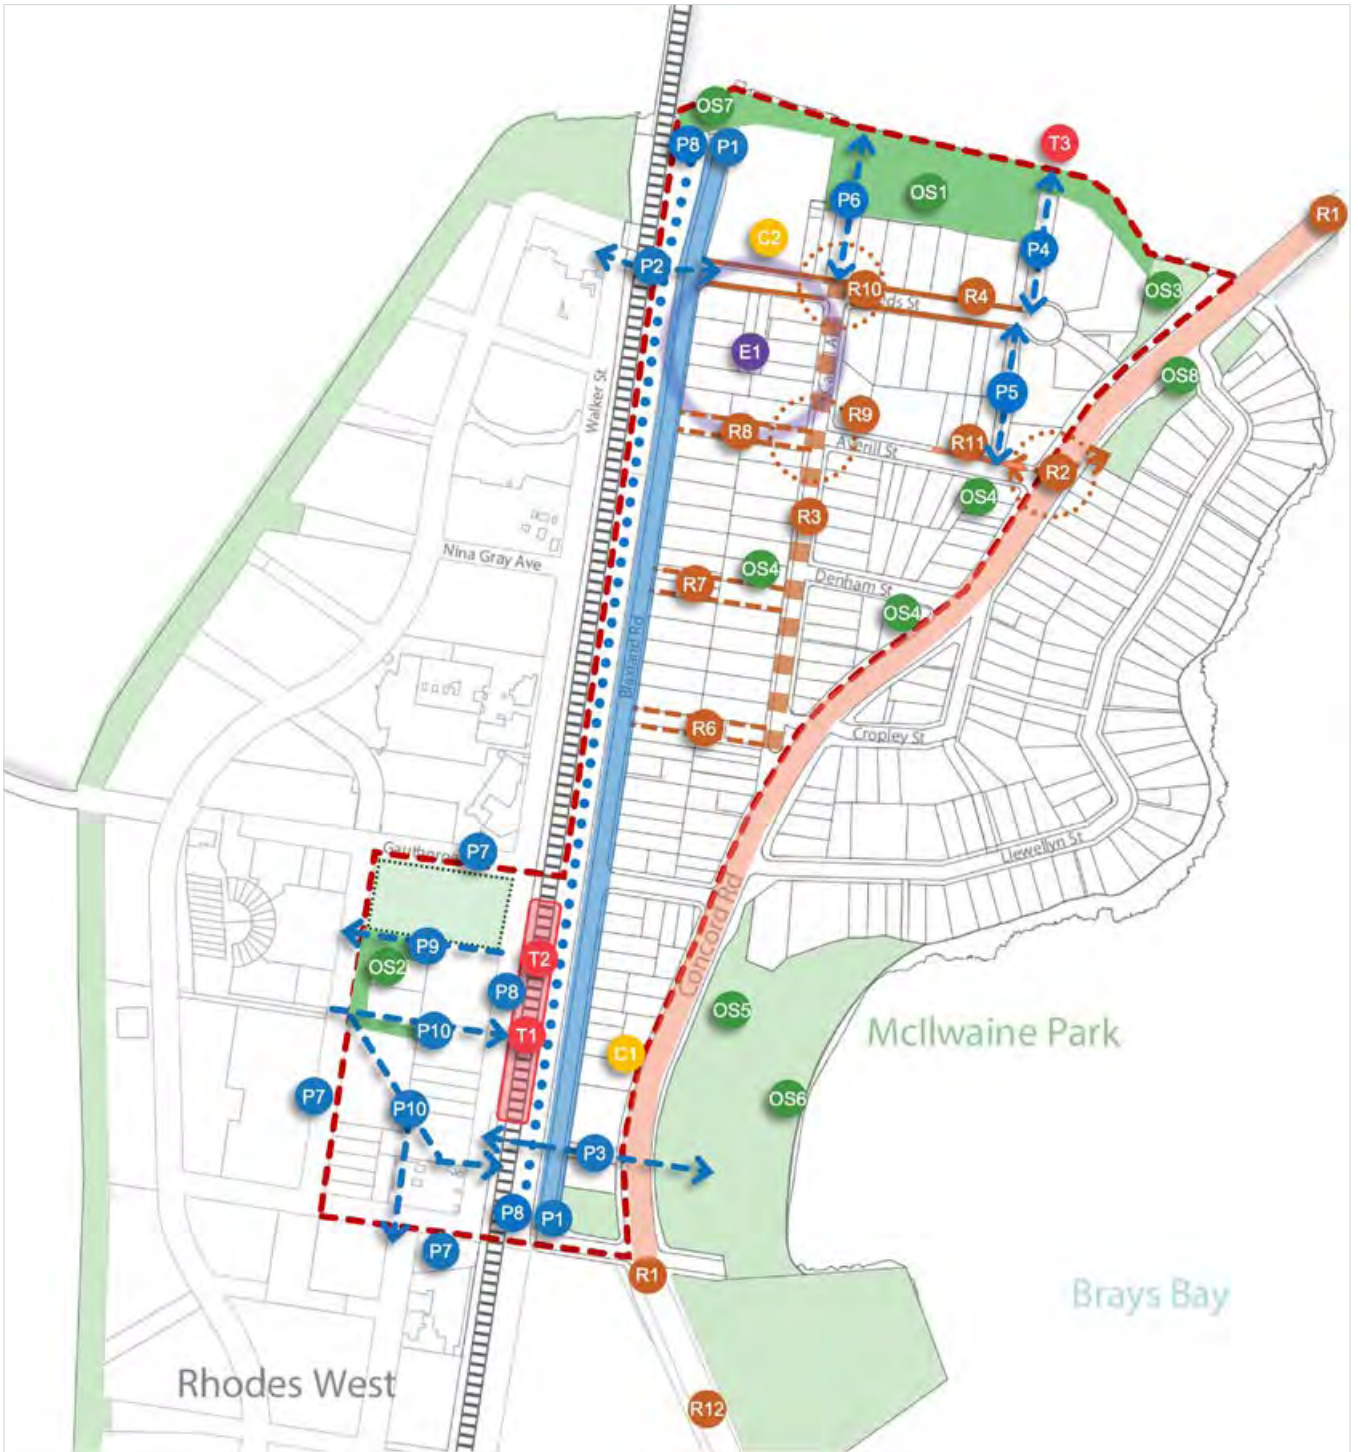 OS7
P8
P1
T3
P6
OS1
R1
C2
P4
P2
R10
R4
OS3
E1
OS8
Walker St
P5
R9
R8
R11
Averill St
R2
OS4
R3
Nina Gray Ave
OS4
R7
Denham St
OS4
Blaxland Rd
R6
Cropley St
P7
Llewellyn St
Concord Rd
P9
T2
OS2
P8
OS5
P10
T1
McIlwaine Park
C1
P7
OS6
P10
P3
P8
P1
P7
R1
Brays Bay
Rhodes West
R12